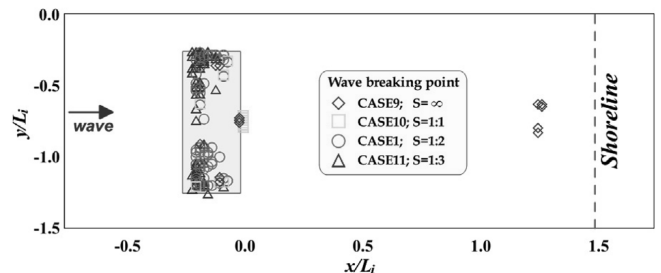 0.0
-0.5
-1.0
-1.5
y/Li
wave
Wave breaking point
CASE9; S= ∞
CASE10; S=1:1
CASE1; S=1:2
CASE11; S=1:3
Shoreline
-0.5 0.0 0.5 1.0 1.5
x/Li